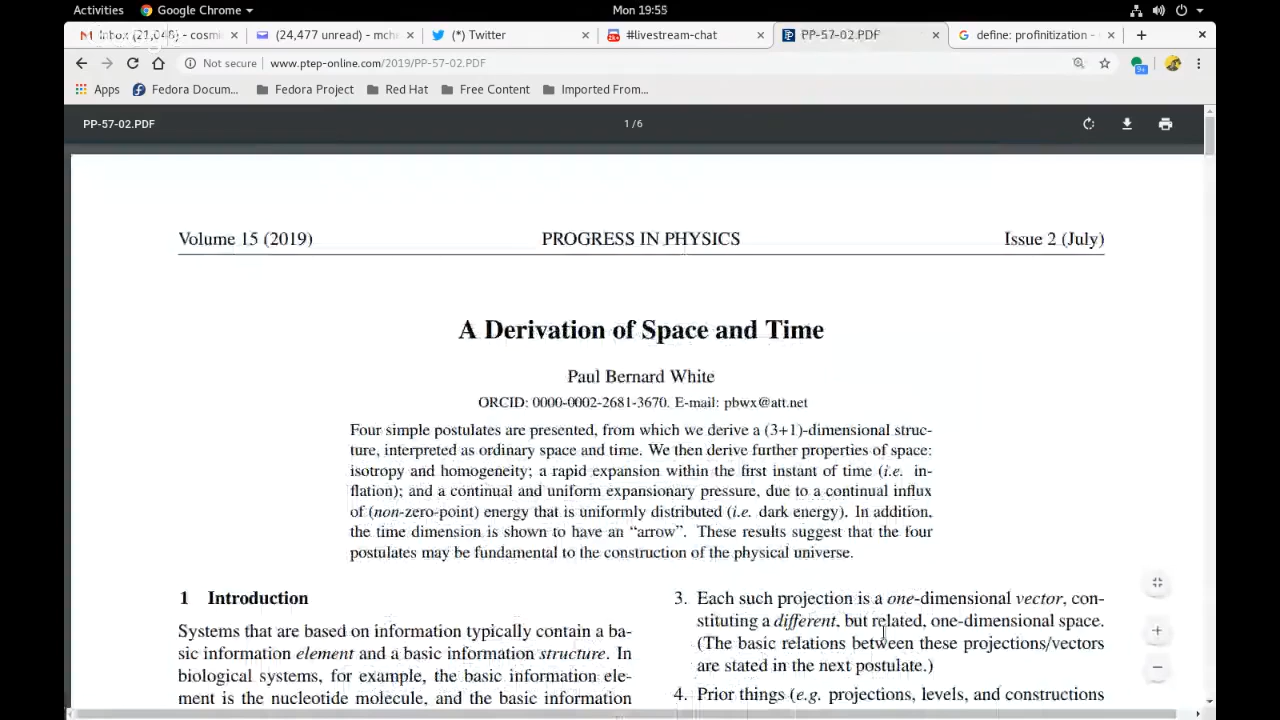 Activities Google Chrome Mon 19:55
(24,477 unread) - mch (*) Twitter #livestream-chat PP-57-02.PDF define: profinitization -
Not secure www.ptep-online.com/2019/PP-57-02.PDF
Apps Fedora Docum... Fedora Project Red Hat Free Content Imported From...
PP-57-02.PDF 1/6
Volume 15 (2019) PROGRESS IN PHYSICS Issue 2 (July)
A Derivation of Space and Time
Paul Bernard White
ORCID: 0000-0002-2681-3670. E-mail: pbwx@att.net
Four simple postulates are presented, from which we derive a (3+1)-dimensional struc-
ture, interpreted as ordinary space and time. We then derive further properties of space:
isotropy and homogeneity; a rapid expansion within the first instant of time (i.e. in-
flation); and a continual and uniform expansionary pressure, due to a continual influx
of (non-zero-point) energy that is uniformly distributed (i.e. dark energy). In addition,
the time dimension is shown to have an “arrow”. These results suggest that the four
postulates may be fundamental to the construction of the physical universe.
1 Introduction
Systems that are based on information typically contain a ba-
sic information element and a basic information structure. In
biological systems, for example, the basic information ele-
ment is the nucleotide molecule, and the basic information
3. Each such projection is a one-dimensional vector, con-
stituting a different, but related, one-dimensional space.
(The basic relations between these projections/vectors
are stated in the next postulate.)
4. Prior things (e.g. projections, levels, and constructions